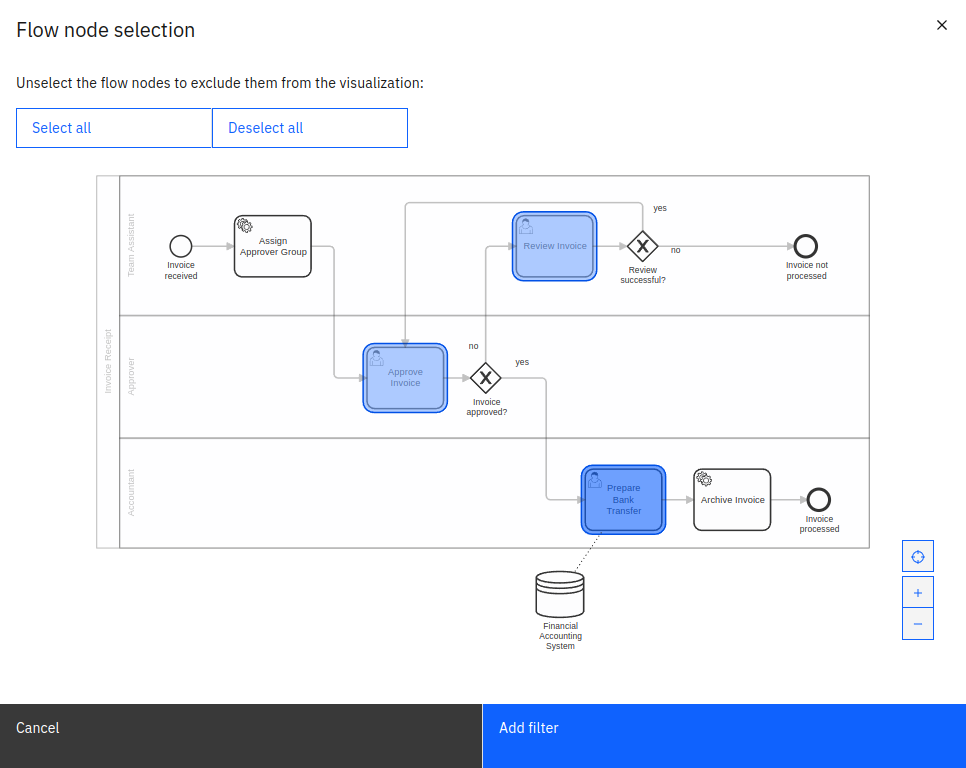 Flow node selection
Unselect the flow nodes to exclude them from the visualization:
Select all
Deselect all
Invoice Receipt
Team Assistant
Invoice
received
Assign
Approver Group
Review Invoice
yes
Review
successful?
no
Invoice not
processed
Approver
Approve
Invoice
no
Invoice
approved?
yes
Accountant
Prepare
Bank
Transfer
Archive Invoice
Invoice
processed
Financial
Accounting
System
Cancel
Add filter